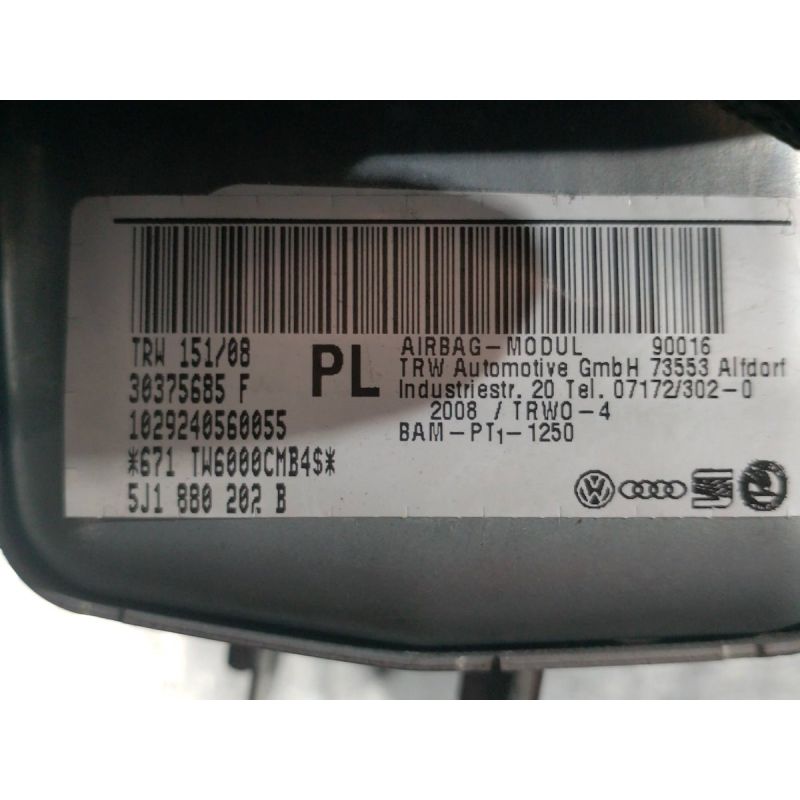 TRW 151/08
30375685 F
1029240560055
*671 TW6000CMB4$*
5J1 880 202 B
PL
AIRBAG-MODUL 90016
TRW Automotive GmbH 73553 Alfdorf
Industriestr. 20 Tel. 07172/302-0
2008 / TRWO-4
BAM-PT₁-1250